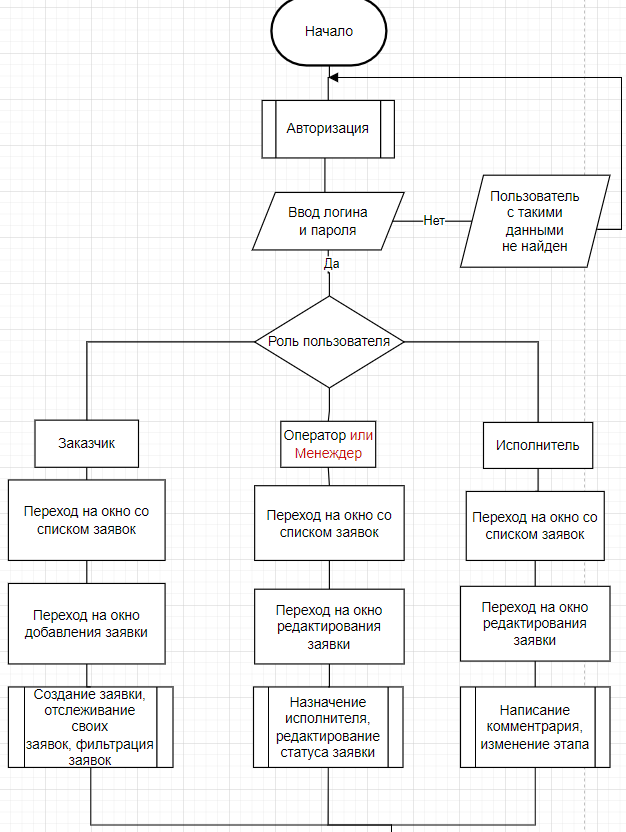 Начало
Авторизация
Ввод логина
и пароля
Нет
Пользователь
с такими
данными
не найден
Да
Роль пользователя
Заказчик
Оператор или
Менеждер
Исполнитель
Переход на окно со
списком заявок
Переход на окно со
списком заявок
Переход на окно со
списком заявок
Переход на окно
добавления заявки
Переход на окно
редактирования
заявки
Переход на окно
редактирования
заявки
Создание заявки,
отслеживание
своих
заявок, фильтрация
заявок
Назначение
исполнителя,
редактирование
статуса заявки
Написание
комментрария,
изменение этапа